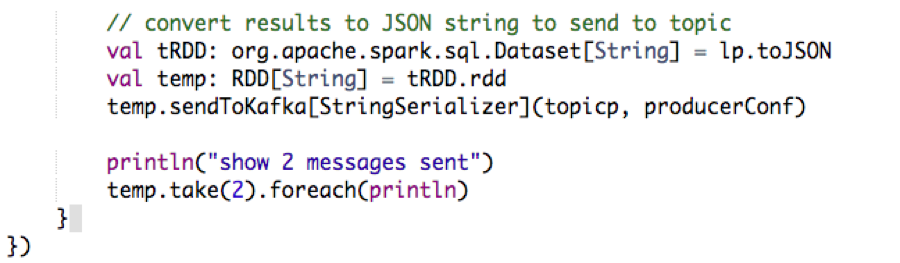 // convert results to JSON string to send to topic
val tRDD: org.apache.spark.sql.Dataset[String] = lp.toJSON
val temp: RDD[String] = tRDD.rdd
temp.sendToKafka[StringSerializer](topicp, producerConf)
println("show 2 messages sent")
temp.take(2).foreach(println)
}
})